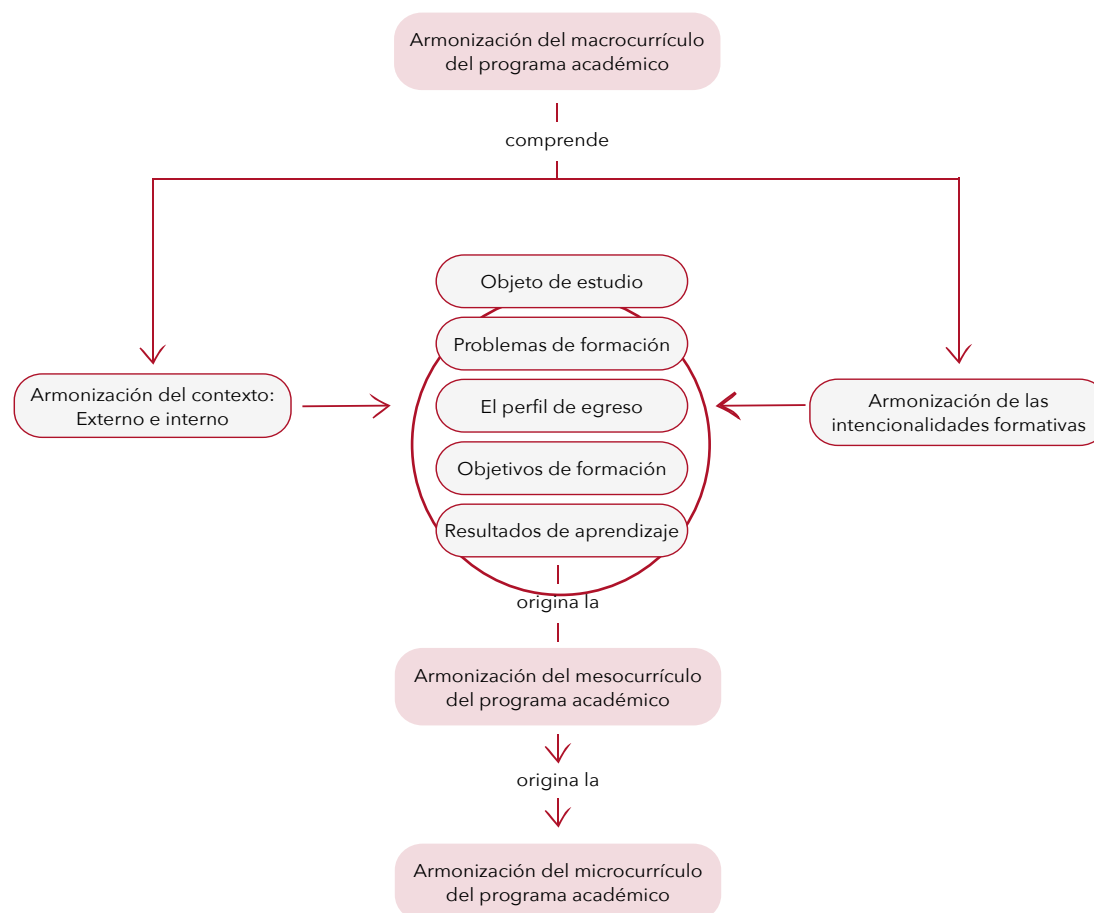 Armonización del macrocurrículo
del programa académico
comprende
Objeto de estudio
Problemas de formación
Armonización del contexto:
Externo e interno
El perfil de egreso
Armonización de las
intencionalidades formativas
Objetivos de formación
Resultados de aprendizaje
origina la
Armonización del mesocurrículo
del programa académico
origina la
Armonización del microcurrículo
del programa académico